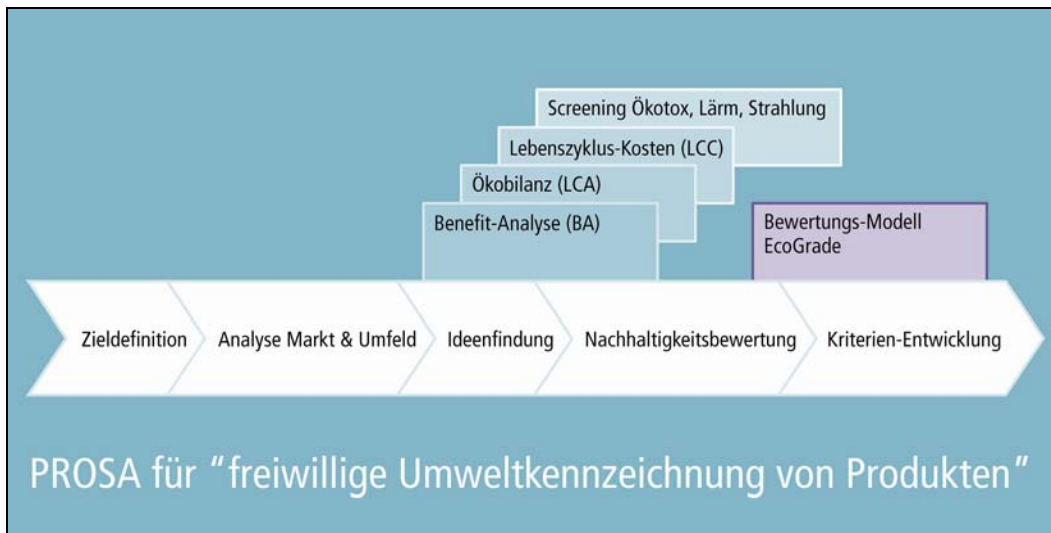 Screening Ökotox, Lärm, Strahlung
Lebenszyklus-Kosten (LCC)
Ökobilanz (LCA)
Benefit-Analyse (BA)
Bewertungs-Modell
EcoGrade
Zieldefinition
Analyse Markt & Umfeld
Ideenfindung
Nachhaltigkeitsbewertung
Kriterien-Entwicklung
PROSA für "freiwillige Umweltkennzeichnung von Produkten"